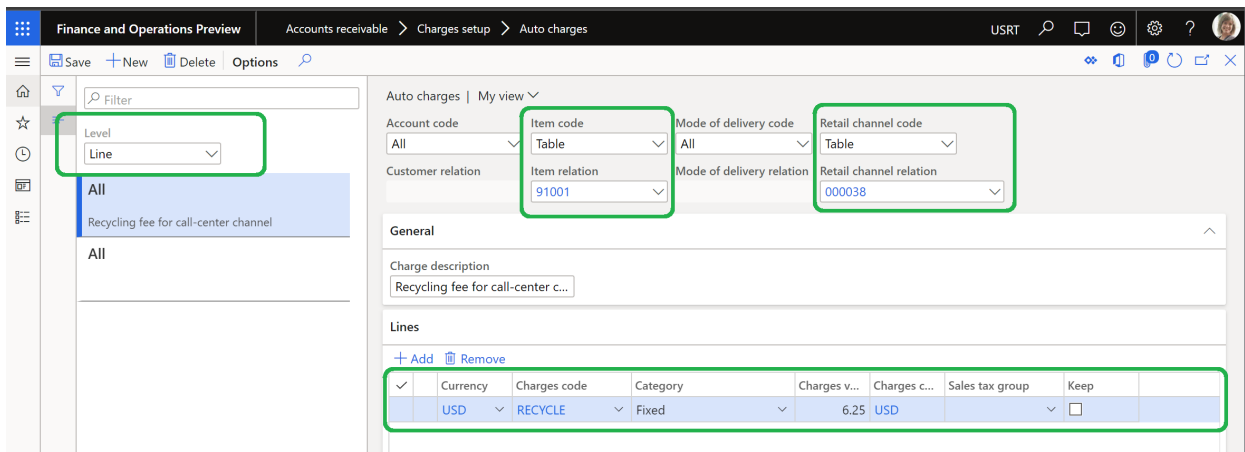 Finance and Operations Preview
Accounts receivable > Charges setup > Auto charges
USRT
?
Save
New
Delete
Options
0
Filter
Level
Line
All
Recycling fee for call-center channel
All
Auto charges | My view
Account code
Item code
Mode of delivery code
Retail channel code
All
Table
All
Table
Customer relation
Item relation
Mode of delivery relation
Retail channel relation
91001
000038
General
Charge description
Recycling fee for call-center c...
Lines
Add
Remove
Currency
Charges code
Category
Charges v...
Charges c...
Sales tax group
Keep
USD
RECYCLE
Fixed
6.25
USD